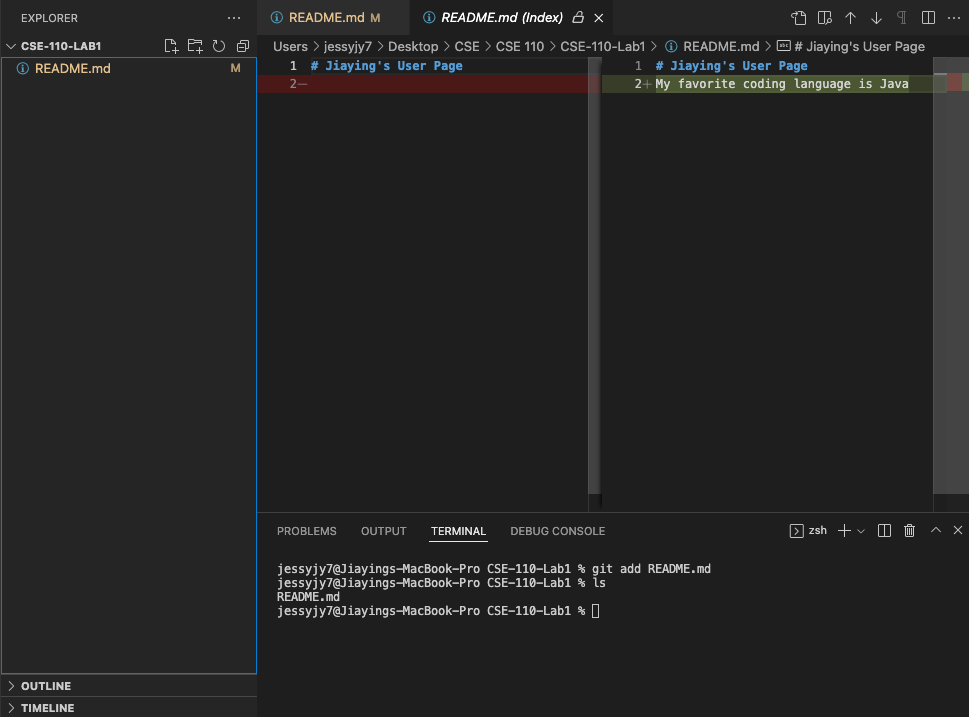 EXPLORER
README.md M
README.md (Index)
CSE-110-LAB1
README.md M
Users > jessyjy7 > Desktop > CSE > CSE 110 > CSE-110-Lab1 > README.md > # Jiaying's User Page
1 # Jiaying's User Page
2—
1 # Jiaying's User Page
2+ My favorite coding language is Java
PROBLEMS OUTPUT TERMINAL DEBUG CONSOLE
zsh
jessyjy7@Jiayings-MacBook-Pro CSE-110-Lab1 % git add README.md
jessyjy7@Jiayings-MacBook-Pro CSE-110-Lab1 % ls
README.md
jessyjy7@Jiayings-MacBook-Pro CSE-110-Lab1 %
OUTLINE
TIMELINE